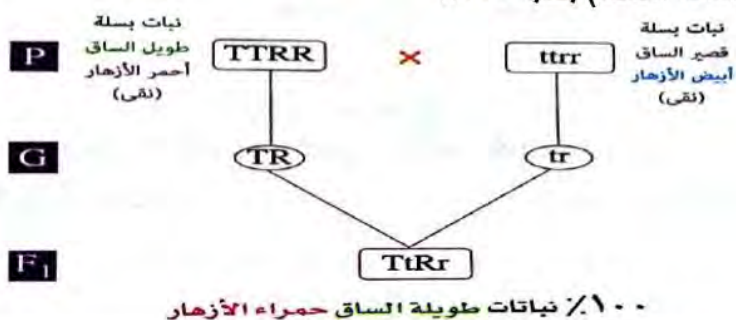 نبات بسلة
طويل الساق
أحمر الأزهار
(نقى)
نبات بسلة
قصير الساق
أبيض الأزهار
(نقى)
P
TTRR
×
ttrr
G
TR
tr
F1
TtRr
١٠٠٪ نباتات طويلة الساق حمراء الأزهار